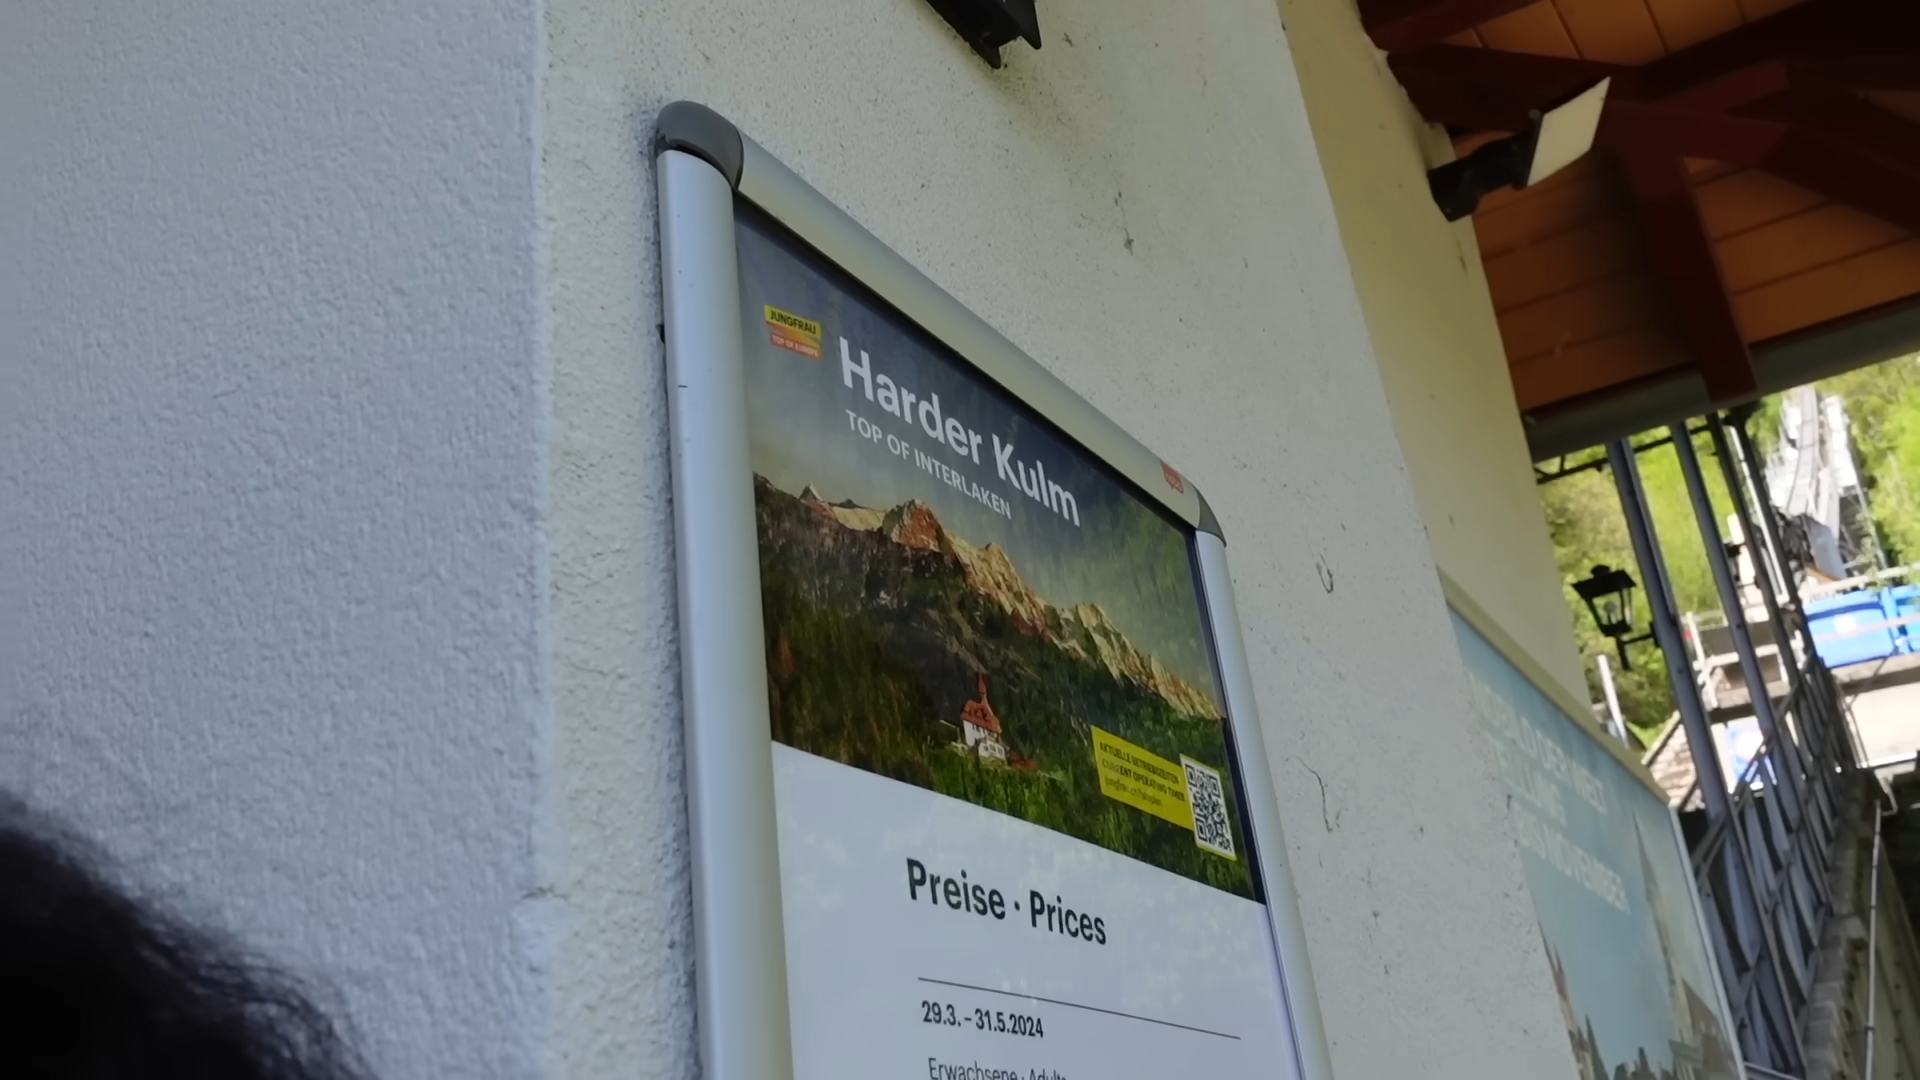 JUNGFRAU
TOP OF EUROPE
Harder Kulm
TOP OF INTERLAKEN
AKTUELLE BETRIEBSZEITEN
CURRENT OPERATING TIMES
jungfrau.ch/fahrplan
Preise · Prices
29.3. – 31.5.2024
Erwachsene · Adults